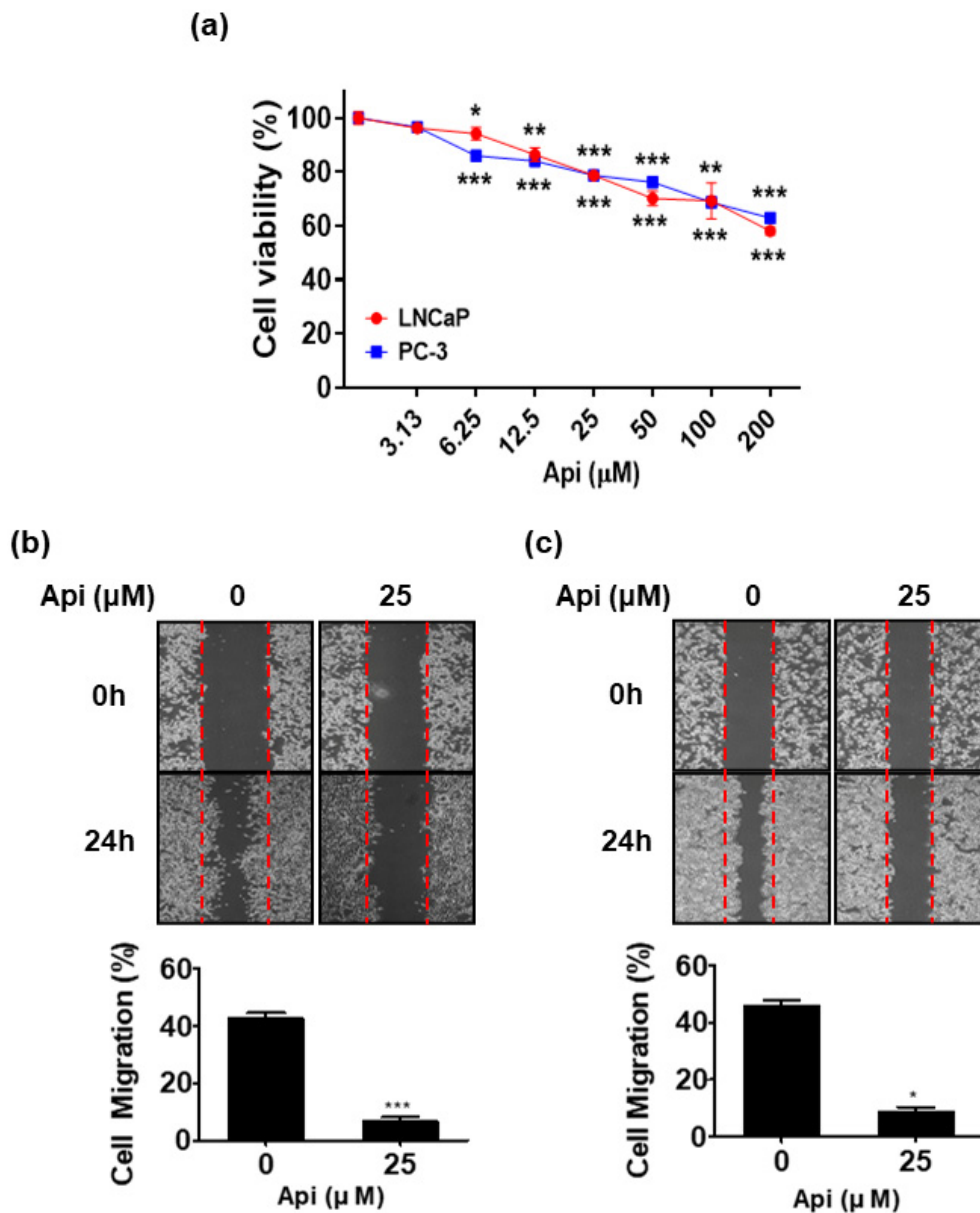 (a)
Cell viability (%)
100
80
60
40
20
0
* ** *** *** ** ***
*** *** *** *** *** ***
LNCaP
PC-3
3.13 6.25 12.5 25 50 100 200
Api (μM)
(b)
Api (μM) 0 25
0h
24h
Cell Migration (%)
60
40
20
0
***
0 25
Api (μ M)
(c)
Api (μM) 0 25
0h
24h
Cell Migration (%)
60
40
20
0
*
0 25
Api (μ M)